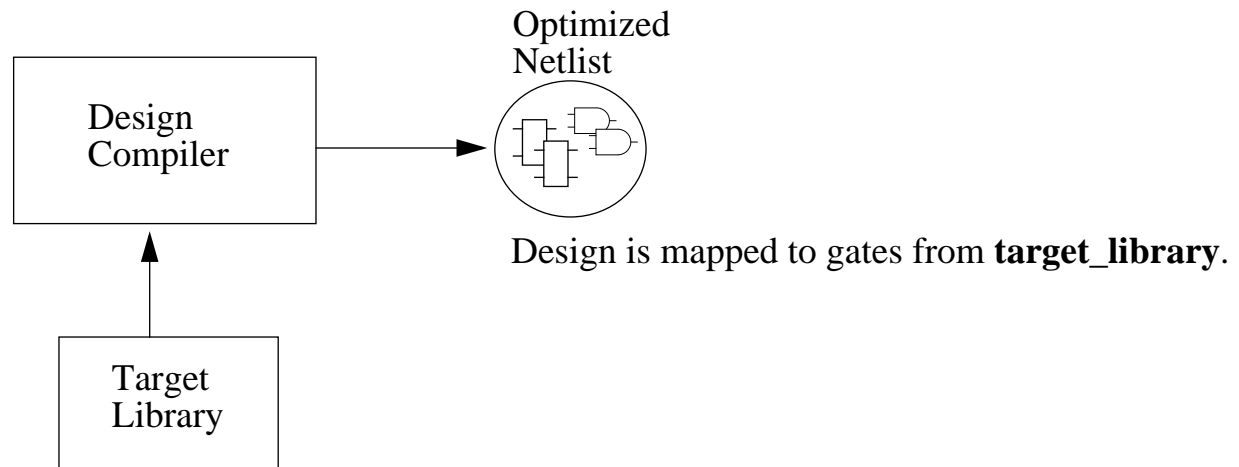 Optimized
Netlist
Design
Compiler
Design is mapped to gates from target_library.
Target
Library